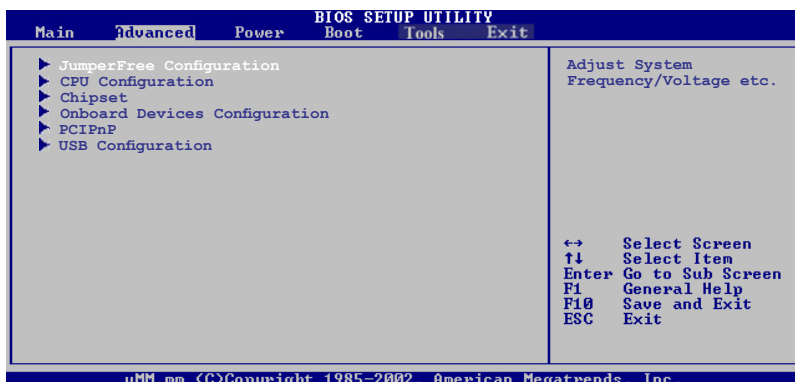 BIOS SETUP UTILITY
Main Advanced Power Boot Tools Exit
JumperFree Configuration
CPU Configuration
Chipset
Onboard Devices Configuration
PCIPnP
USB Configuration
Adjust System
Frequency/Voltage etc.
←→ Select Screen
↑↓ Select Item
Enter Go to Sub Screen
F1 General Help
F10 Save and Exit
ESC Exit
(C)Copyright 1985-2002 American Megatrends Inc